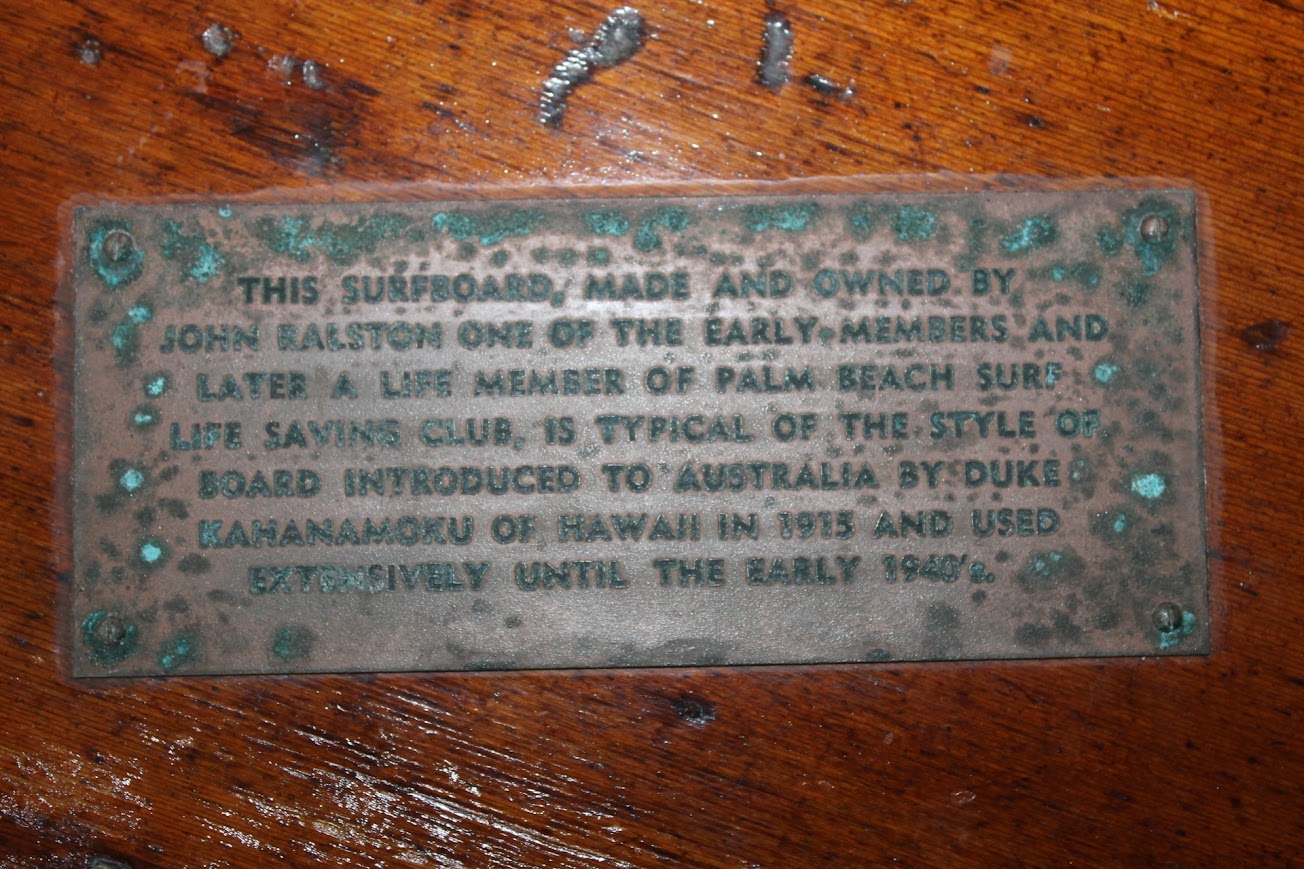 THIS SURFBOARD, MADE AND OWNED BY
JOHN RALSTON ONE OF THE EARLY MEMBERS AND
LATER A LIFE MEMBER OF PALM BEACH SURF
LIFE SAVING CLUB, IS TYPICAL OF THE STYLE OF
BOARD INTRODUCED TO AUSTRALIA BY DUKE
KAHANAMOKU OF HAWAII IN 1915 AND USED
EXTENSIVELY UNTIL THE EARLY 1940's.